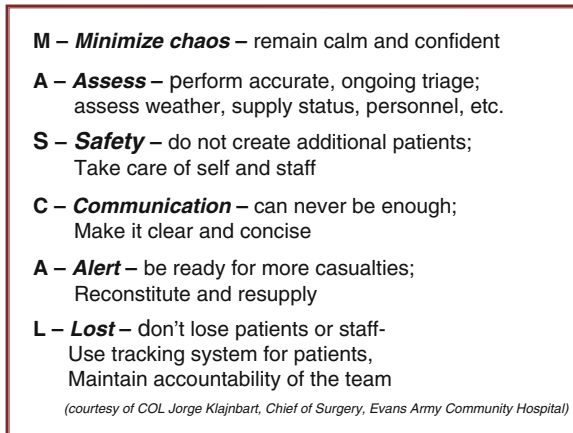 M – Minimize chaos – remain calm and confident
A – Assess – perform accurate, ongoing triage;
assess weather, supply status, personnel, etc.
S – Safety – do not create additional patients;
Take care of self and staff
C – Communication – can never be enough;
Make it clear and concise
A – Alert – be ready for more casualties;
Reconstitute and resupply
L – Lost – don’t lose patients or staff-
Use tracking system for patients,
Maintain accountability of the team
(courtesy of COL Jorge Klajnbart, Chief of Surgery, Evans Army Community Hospital)